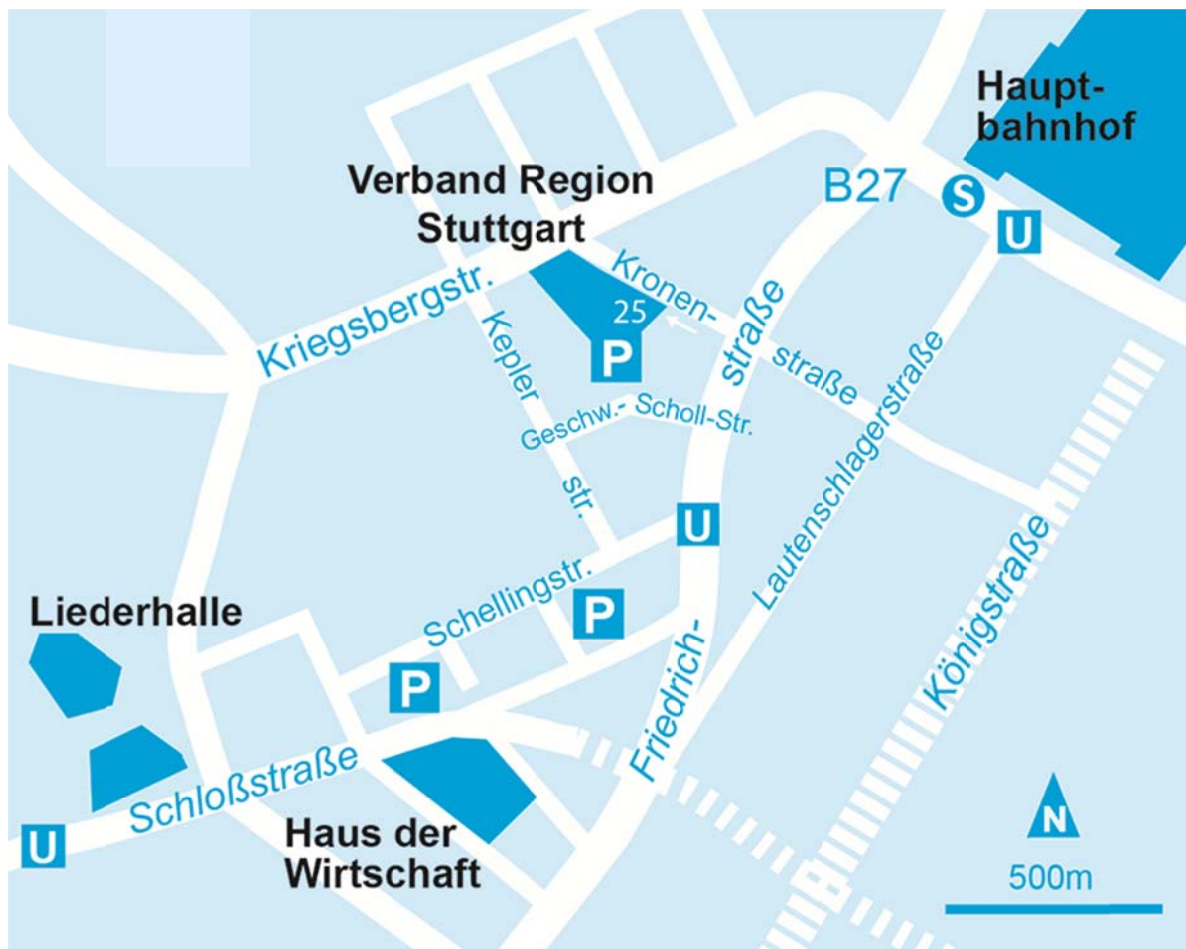 Haupt-
bahnhof
Verband Region
Stuttgart
B27
S
U
Kriegsbergstr.
Kronen-
straße
25
P
Kepler
str.
Geschw.- Scholl-Str.
straße
Friedrich-
Lautenschlagerstraße
Königstraße
U
Schellingstr.
P
P
Liederhalle
Schloßstraße
U
Haus der
Wirtschaft
N
500m